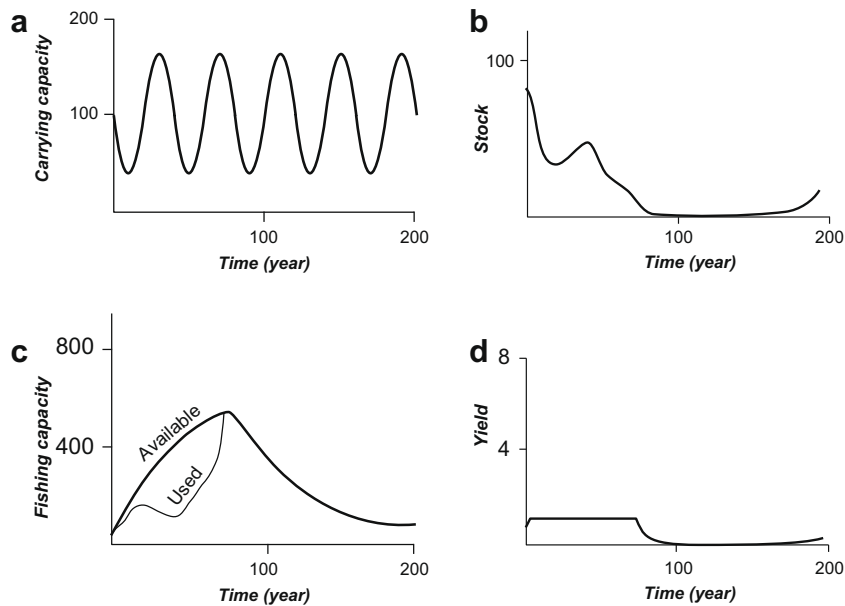 a
200
100
Carrying capacity
100
200
Time (year)
b
100
Stock
100
200
Time (year)
c
800
400
Fishing capacity
Available
Used
100
200
Time (year)
d
8
4
Yield
100
200
Time (year)